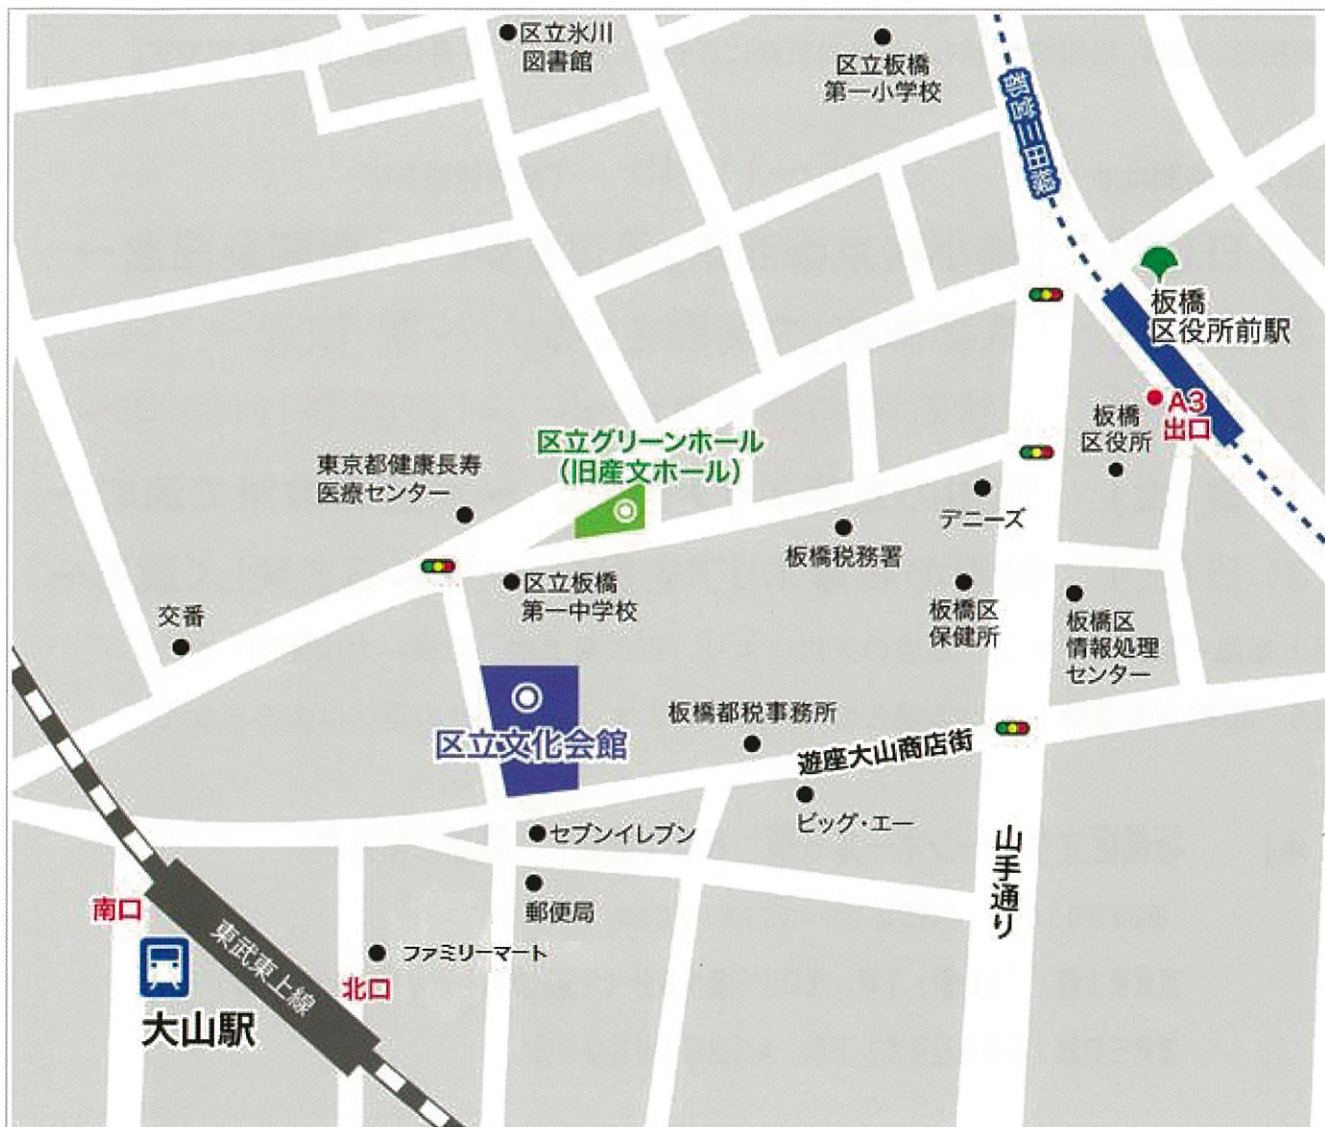 区立氷川
図書館
区立板橋
第一小学校
都営三田線
板橋
区役所前駅
A3
出口
板橋
区役所
区立グリーンホール
（旧産文ホール）
東京都健康長寿
医療センター
デニーズ
板橋税務署
区立板橋
第一中学校
板橋区
保健所
板橋区
情報処理
センター
交番
区立文化会館
板橋都税事務所
遊座大山商店街
ビッグ・エー
セブンイレブン
山手通り
郵便局
南口
ファミリーマート
北口
東武東上線
大山駅